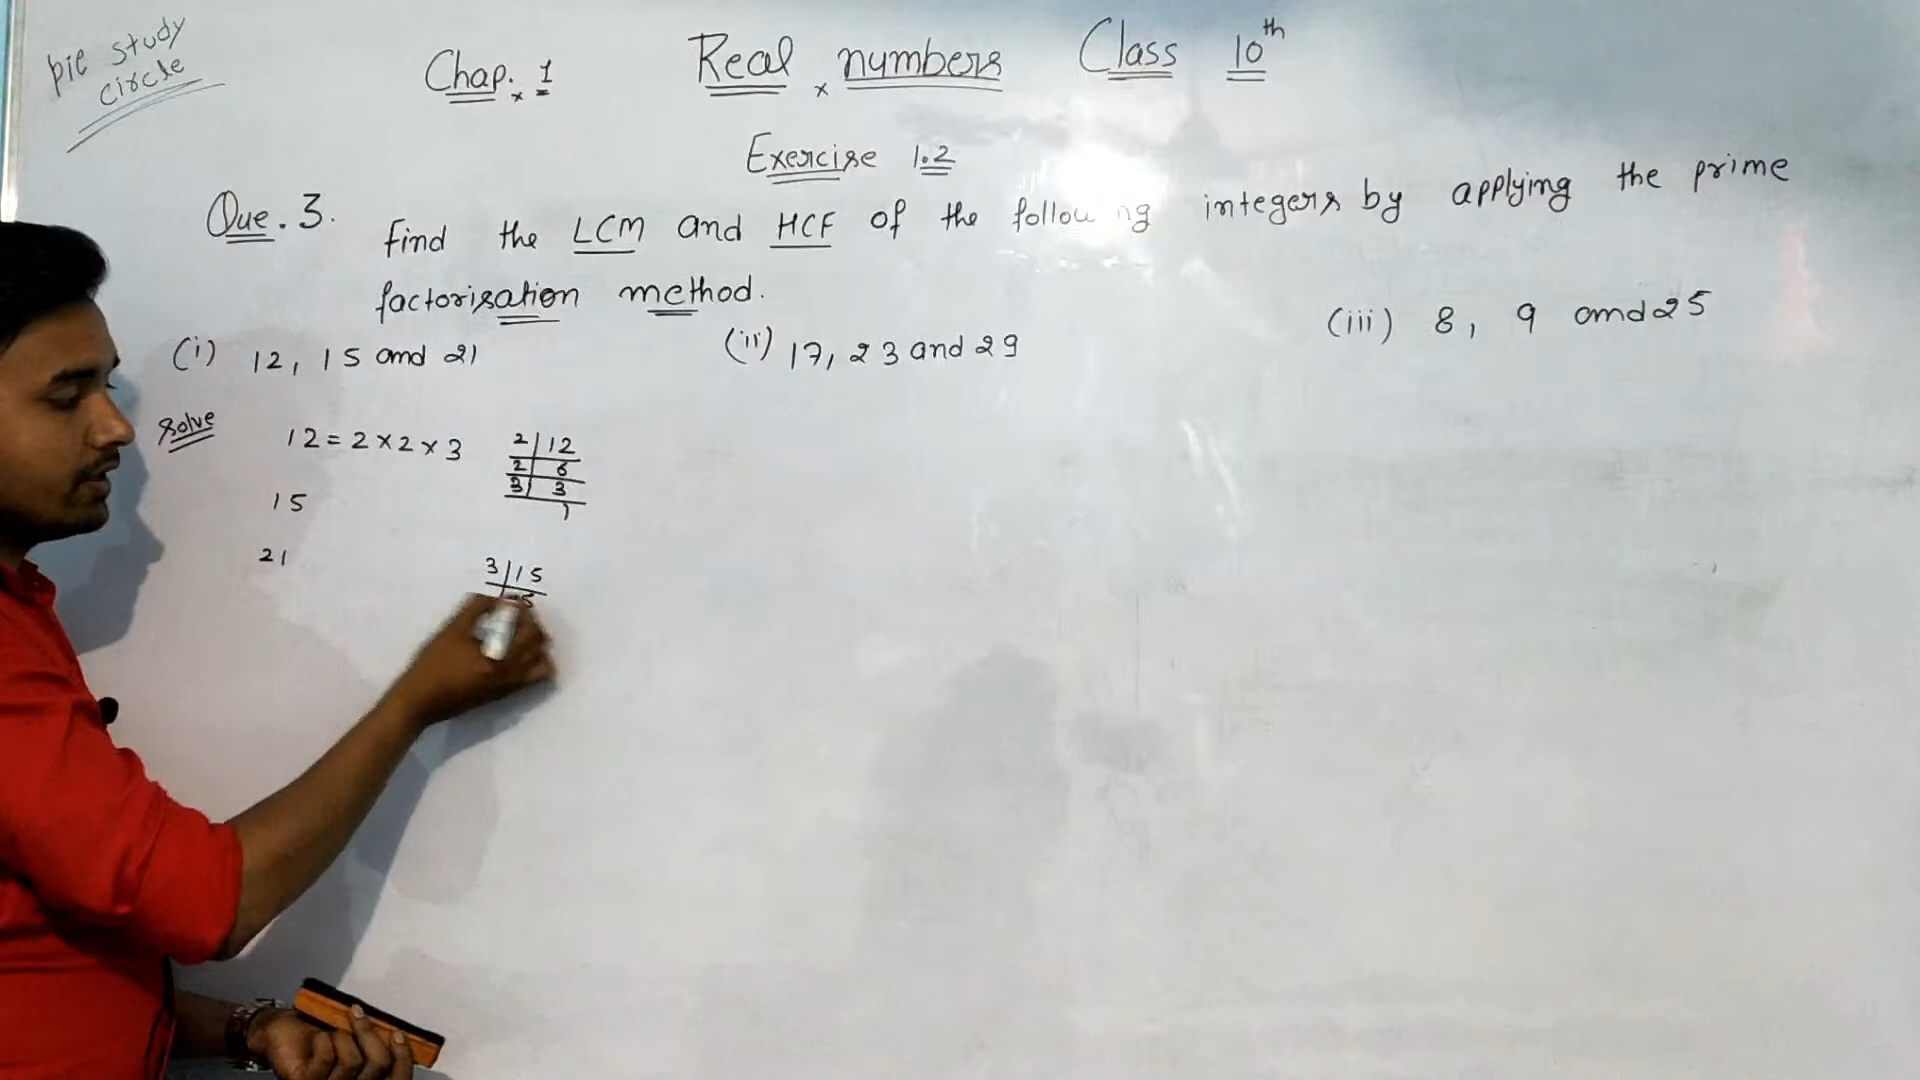 pie study
circle
Chap. 1 Real numbers Class 10th
Exercise 1.2
Que. 3. find the LCM and HCF of the following integers by applying the prime
factorisation method.
(i) 12, 15 and 21
(ii) 17, 23 and 29
(iii) 8, 9 and 25
solve
12 = 2 × 2 × 3
15
21
2 | 12
2 | 6
3 | 3
1
3 | 15
5